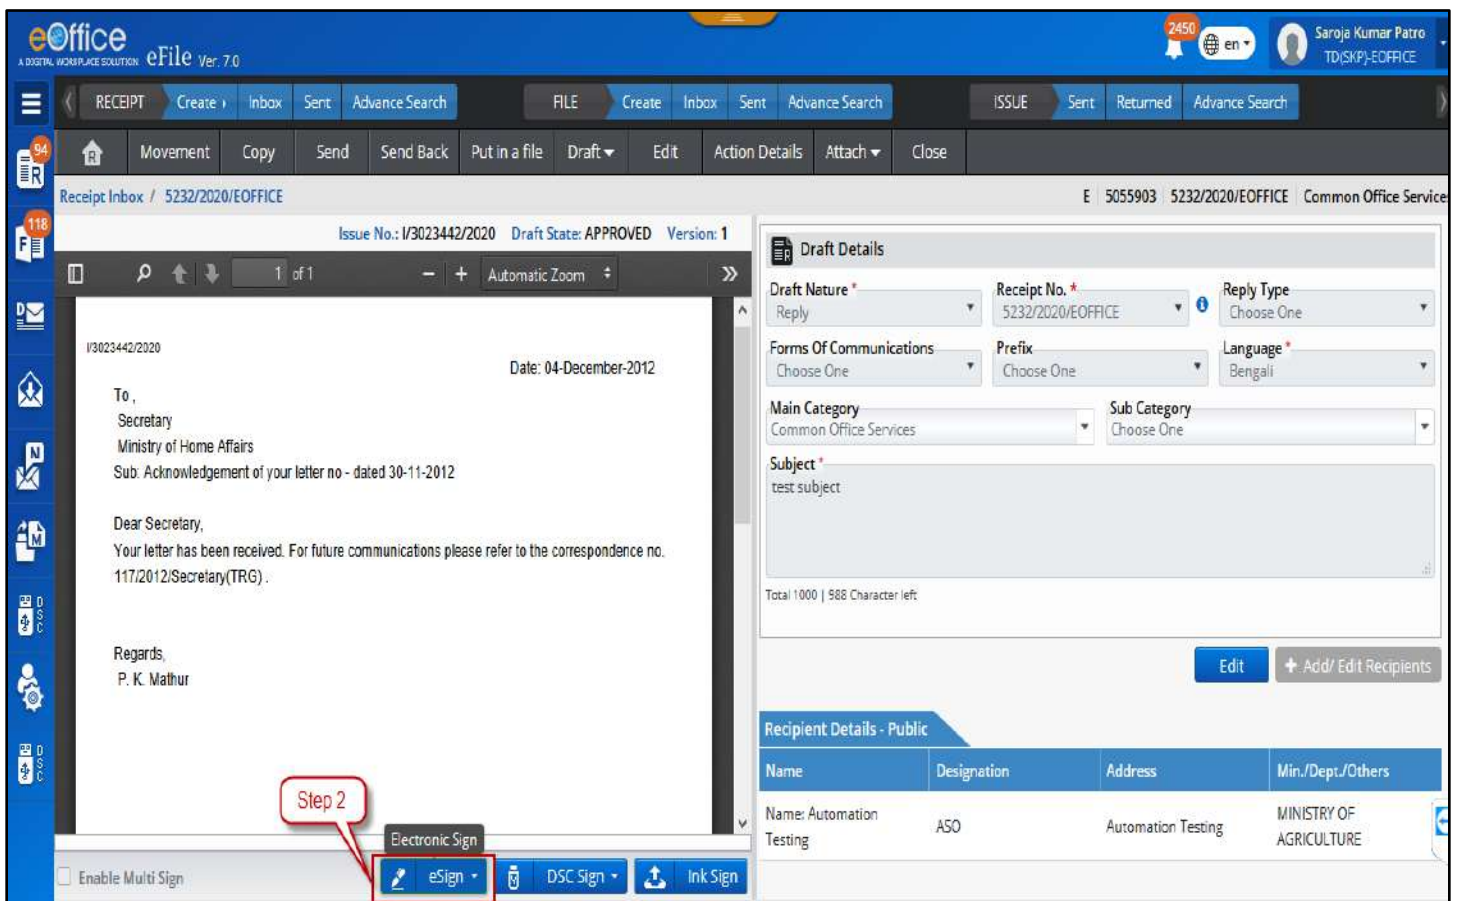 eOffice
A DIGITAL WORKPLACE SOLUTION
eFile Ver. 7.0
2450
en
Saroja Kumar Patro
TD(SKP)-EOFFICE
RECEIPT Create Inbox Sent Advance Search FILE Create Inbox Sent Advance Search ISSUE Sent Returned Advance Search
94
R
Movement Copy Send Send Back Put in a file Draft Edit Action Details Attach Close
Receipt Inbox / 5232/2020/EOFFICE
E 5055903 5232/2020/EOFFICE Common Office Service
118
F
Issue No.: I/3023442/2020 Draft State: APPROVED Version: 1
1 of 1 − + Automatic Zoom
I/3023442/2020
Date: 04-December-2012
To ,
Secretary
Ministry of Home Affairs
Sub: Acknowledgement of your letter no - dated 30-11-2012
Dear Secretary,
Your letter has been received. For future communications please refer to the correspondence no.
117/2012/Secretary(TRG) .
Regards,
P. K. Mathur
D
N
M
DSC
DSC
Draft Details
Draft Nature *
Reply
Receipt No. *
5232/2020/EOFFICE
Reply Type
Choose One
Forms Of Communications
Choose One
Prefix
Choose One
Language *
Bengali
Main Category
Common Office Services
Sub Category
Choose One
Subject *
test subject
Total 1000 | 988 Character left
Edit + Add/ Edit Recipients
Recipient Details - Public
Name Designation Address Min./Dept./Others
Name: Automation Testing
ASO
Automation Testing
MINISTRY OF AGRICULTURE
Step 2
Electronic Sign
Enable Multi Sign
eSign DSC Sign Ink Sign